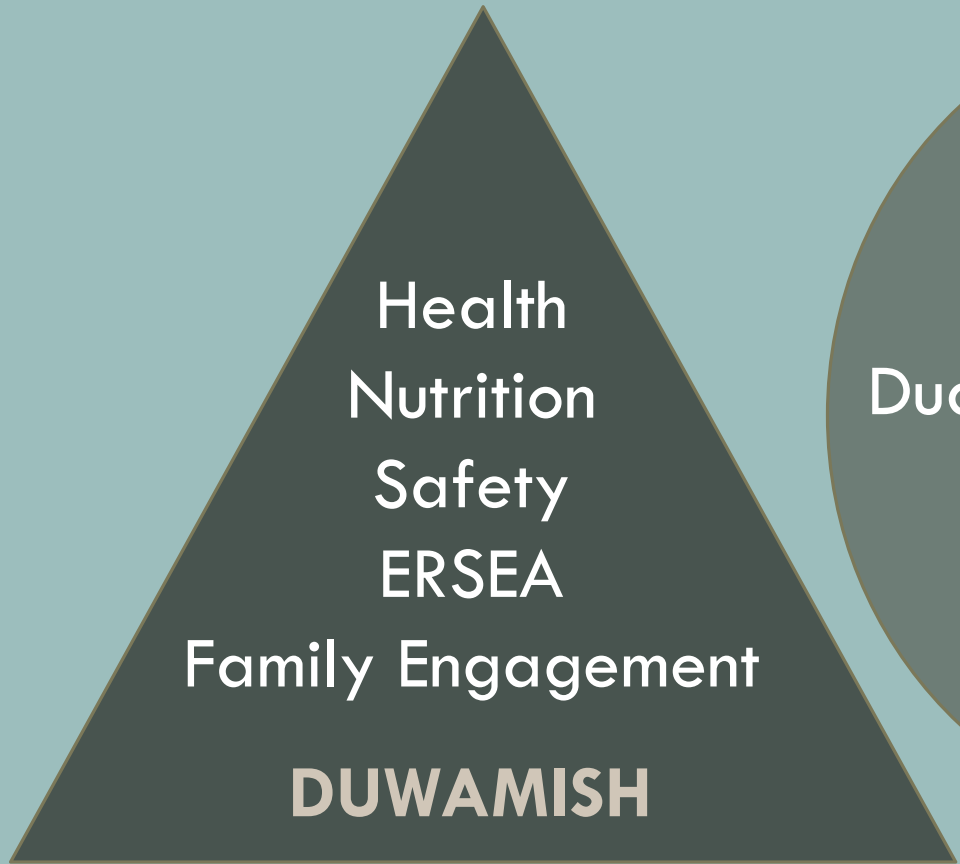 Health
Nutrition
Safety
ERSEA
Family Engagement
DUWAMISH